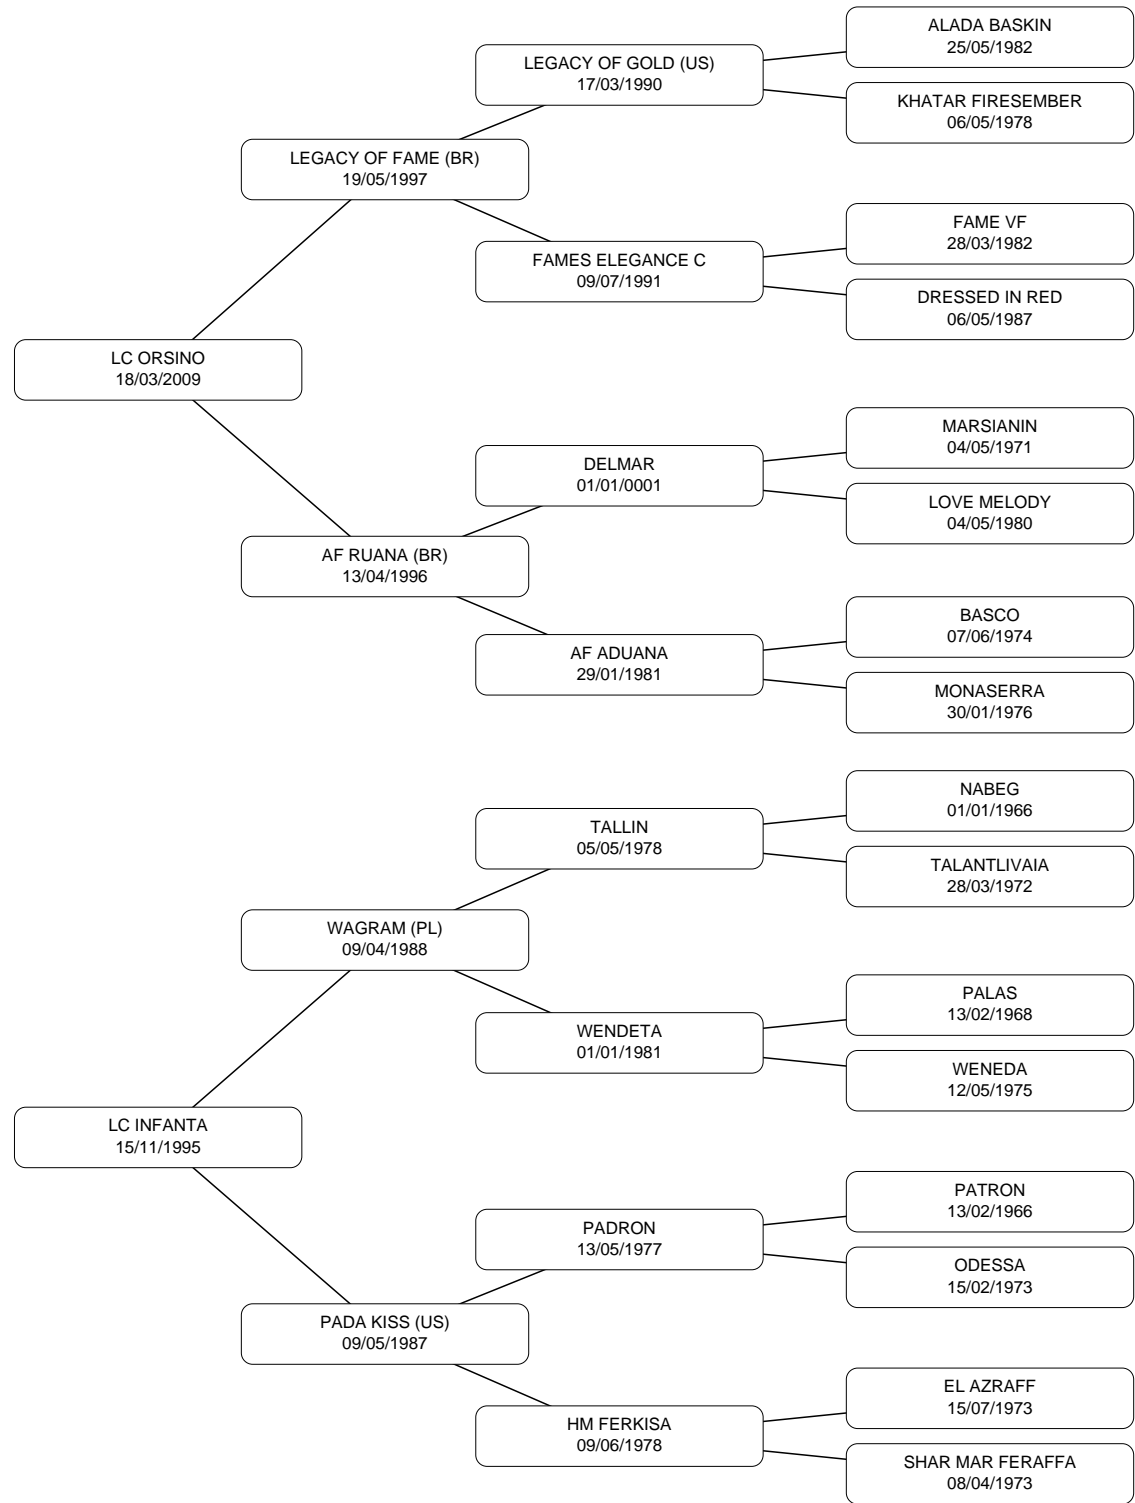 ALADA BASKIN
25/05/1982
LEGACY OF GOLD (US)
17/03/1990
KHATAR FIRESEMBER
06/05/1978
LEGACY OF FAME (BR)
19/05/1997
FAME VF
28/03/1982
FAMES ELEGANCE C
09/07/1991
DRESSED IN RED
06/05/1987
LC ORSINO
18/03/2009
MARSIANIN
04/05/1971
DELMAR
01/01/0001
LOVE MELODY
04/05/1980
AF RUANA (BR)
13/04/1996
BASCO
07/06/1974
AF ADUANA
29/01/1981
MONASERRA
30/01/1976
NABEG
01/01/1966
TALLIN
05/05/1978
TALANTLIVAIA
28/03/1972
WAGRAM (PL)
09/04/1988
PALAS
13/02/1968
WENDETA
01/01/1981
WENEDA
12/05/1975
LC INFANTA
15/11/1995
PATRON
13/02/1966
PADRON
13/05/1977
ODESSA
15/02/1973
PADA KISS (US)
09/05/1987
EL AZRAFF
15/07/1973
HM FERKISA
09/06/1978
SHAR MAR FERAFFA
08/04/1973